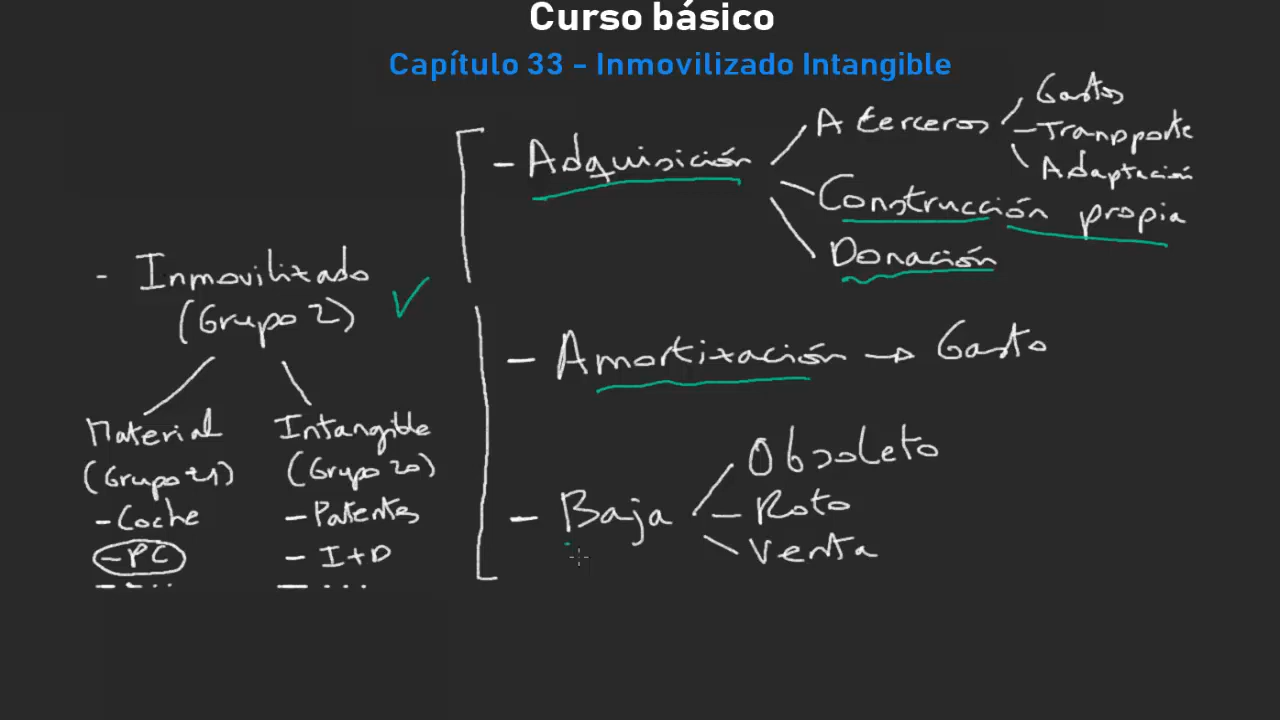 Curso básico
Capítulo 33 - Inmovilizado Intangible
- Inmovilizado
(Grupo 2)
Material
(Grupo 21)
- Coche
- PC
- ...
Intangible
(Grupo 20)
- Patentes
- I+D
- ...
- Adquisición
A terceros
Gastos
- Tranpporte
Adaptación
Construcción propia
Donación
- Amortización → Gasto
- Baja
Obsoleto
- Roto
Venta